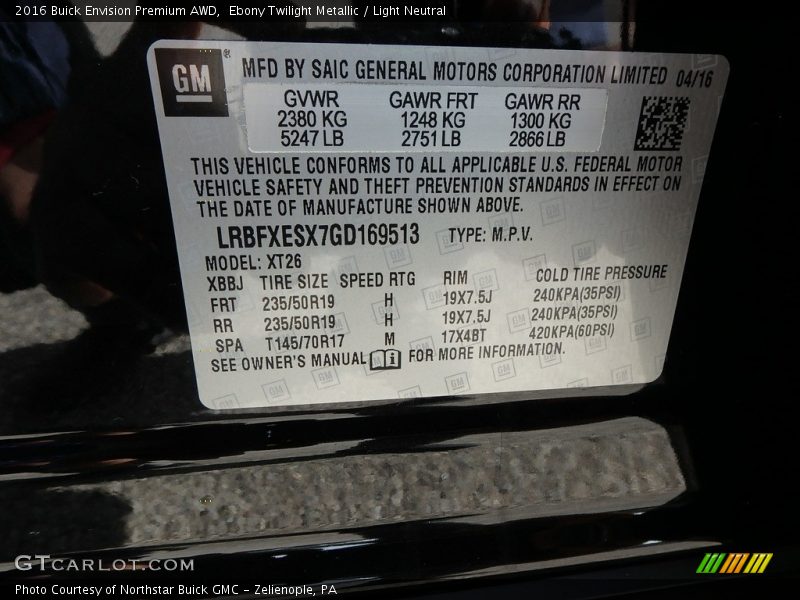 2016 Buick Envision Premium AWD,  Ebony Twilight Metallic / Light Neutral
GM®
MFD BY SAIC GENERAL MOTORS CORPORATION LIMITED 04/16
GVWR GAWR FRT GAWR RR
2380 KG 1248 KG 1300 KG
5247 LB 2751 LB 2866 LB
THIS VEHICLE CONFORMS TO ALL APPLICABLE U.S. FEDERAL MOTOR
VEHICLE SAFETY AND THEFT PREVENTION STANDARDS IN EFFECT ON
THE DATE OF MANUFACTURE SHOWN ABOVE.
LRBFXESX7GD169513 TYPE: M.P.V.
MODEL: XT26
XBBJ TIRE SIZE SPEED RTG RIM COLD TIRE PRESSURE
FRT 235/50R19 H 19X7.5J 240KPA(35PSI)
RR 235/50R19 H 19X7.5J 240KPA(35PSI)
SPA T145/70R17 M 17X4BT 420KPA(60PSI)
SEE OWNER'S MANUAL FOR MORE INFORMATION.
GTCARLOT.COM
Photo Courtesy of Northstar Buick GMC - Zelienople, PA